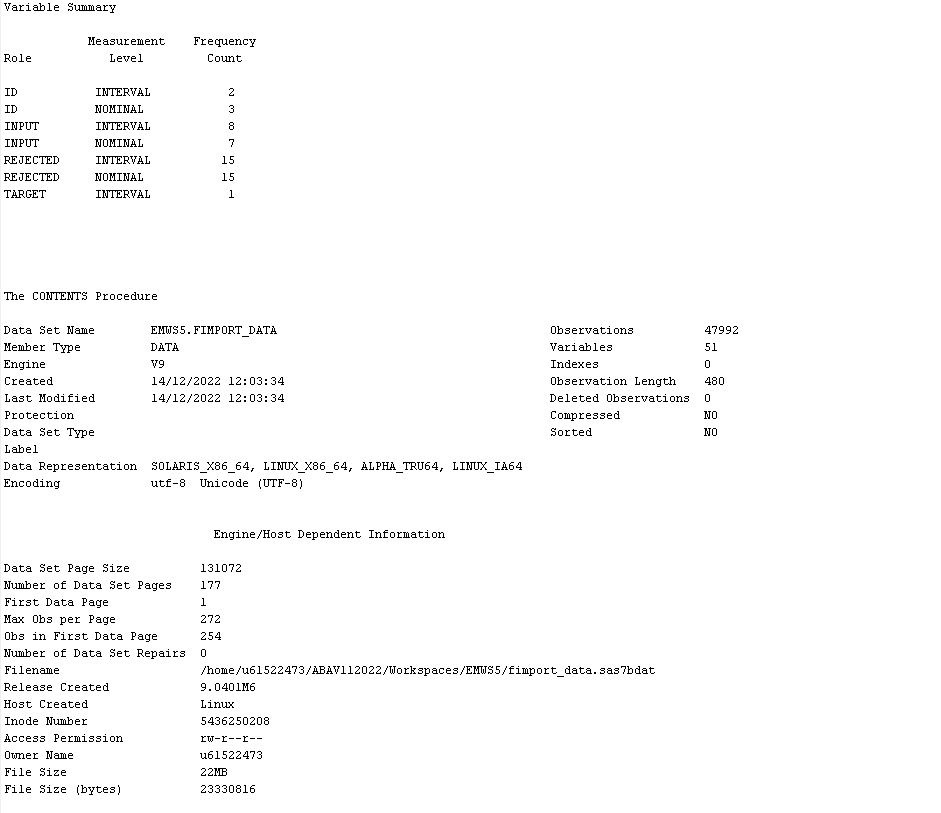 Variable Summary
Measurement Frequency
Role Level Count
ID INTERVAL 2
ID NOMINAL 3
INPUT INTERVAL 8
INPUT NOMINAL 7
REJECTED INTERVAL 15
REJECTED NOMINAL 15
TARGET INTERVAL 1
The CONTENTS Procedure
Data Set Name EMWS5.FIMPORT_DATA Observations 47992
Member Type DATA Variables 51
Engine V9 Indexes 0
Created 14/12/2022 12:03:34 Observation Length 480
Last Modified 14/12/2022 12:03:34 Deleted Observations 0
Protection Compressed NO
Data Set Type Sorted NO
Label
Data Representation SOLARIS_X86_64, LINUX_X86_64, ALPHA_TRU64, LINUX_IA64
Encoding utf-8 Unicode (UTF-8)
Engine/Host Dependent Information
Data Set Page Size 131072
Number of Data Set Pages 177
First Data Page 1
Max Obs per Page 272
Obs in First Data Page 254
Number of Data Set Repairs 0
Filename /home/u61522473/ABAV112022/Workspaces/EMWS5/fimport_data.sas7bdat
Release Created 9.0401M6
Host Created Linux
Inode Number 5436250208
Access Permission rw-r--r--
Owner Name u61522473
File Size 22MB
File Size (bytes) 23330816